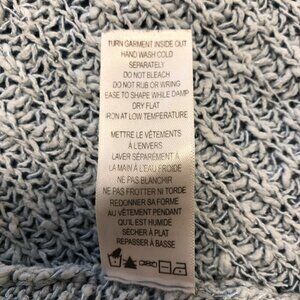 TURN GARMENT INSIDE OUT
HAND WASH COLD
SEPARATELY
DO NOT BLEACH
DO NOT RUB OR WRING
EASE TO SHAPE WHILE DAMP
DRY FLAT
IRON AT LOW TEMPERATURE
METTRE LE VÊTEMENTS
À L'ENVERS
LAVER SÉPARÉMENT À
LA MAIN À L'EAU FROIDE
NE PAS BLANCHIR
NE PAS FROTTER NI TORDE
REDONNER SA FORME
AU VÊTEMENT PENDANT
QU'IL EST HUMIDE
SÉCHER À PLAT
REPASSER À BASSE